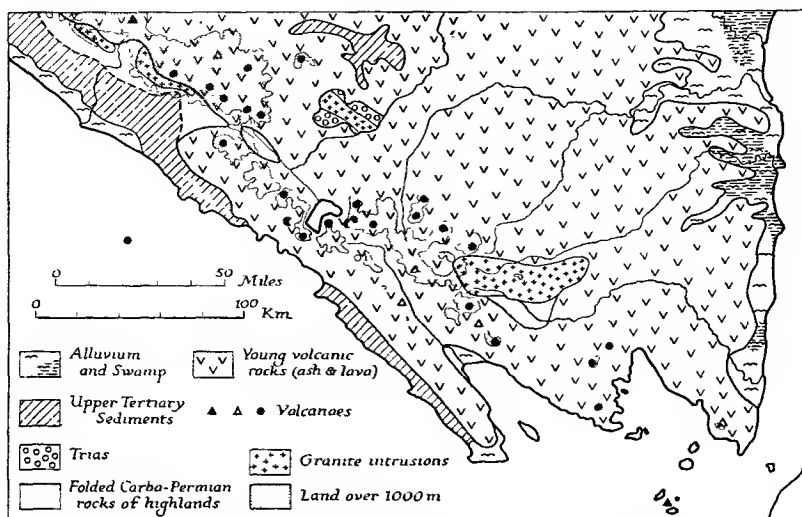 0 50 Miles
0 100 Km.
Alluvium and Swamp
Young volcanic rocks (ash & lava)
Upper Tertiary Sediments
Volcanoes
Trias
Granite intrusions
Folded Carba-Permian rocks of highlands
Land over 1000 m